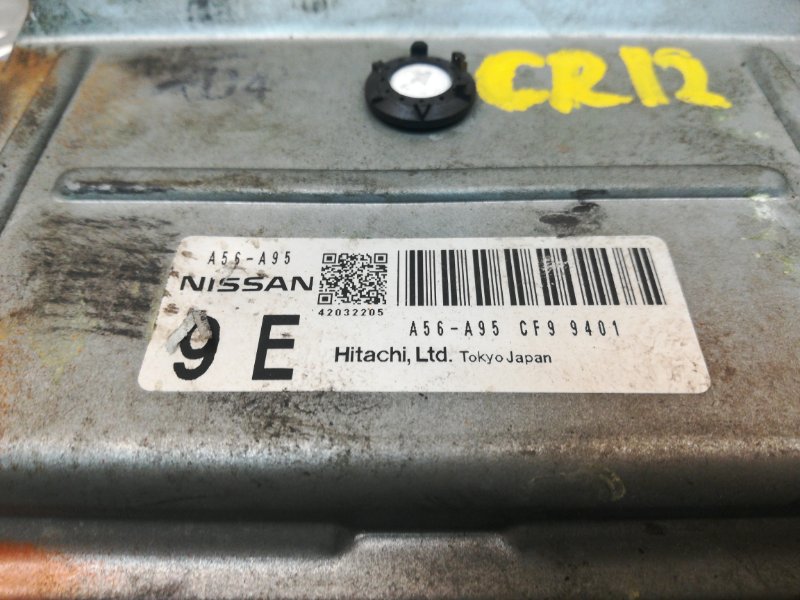 CR12
A56-A95
NISSAN
42032205
A56-A95 CF9 9401
9 E
Hitachi, Ltd. Tokyo Japan